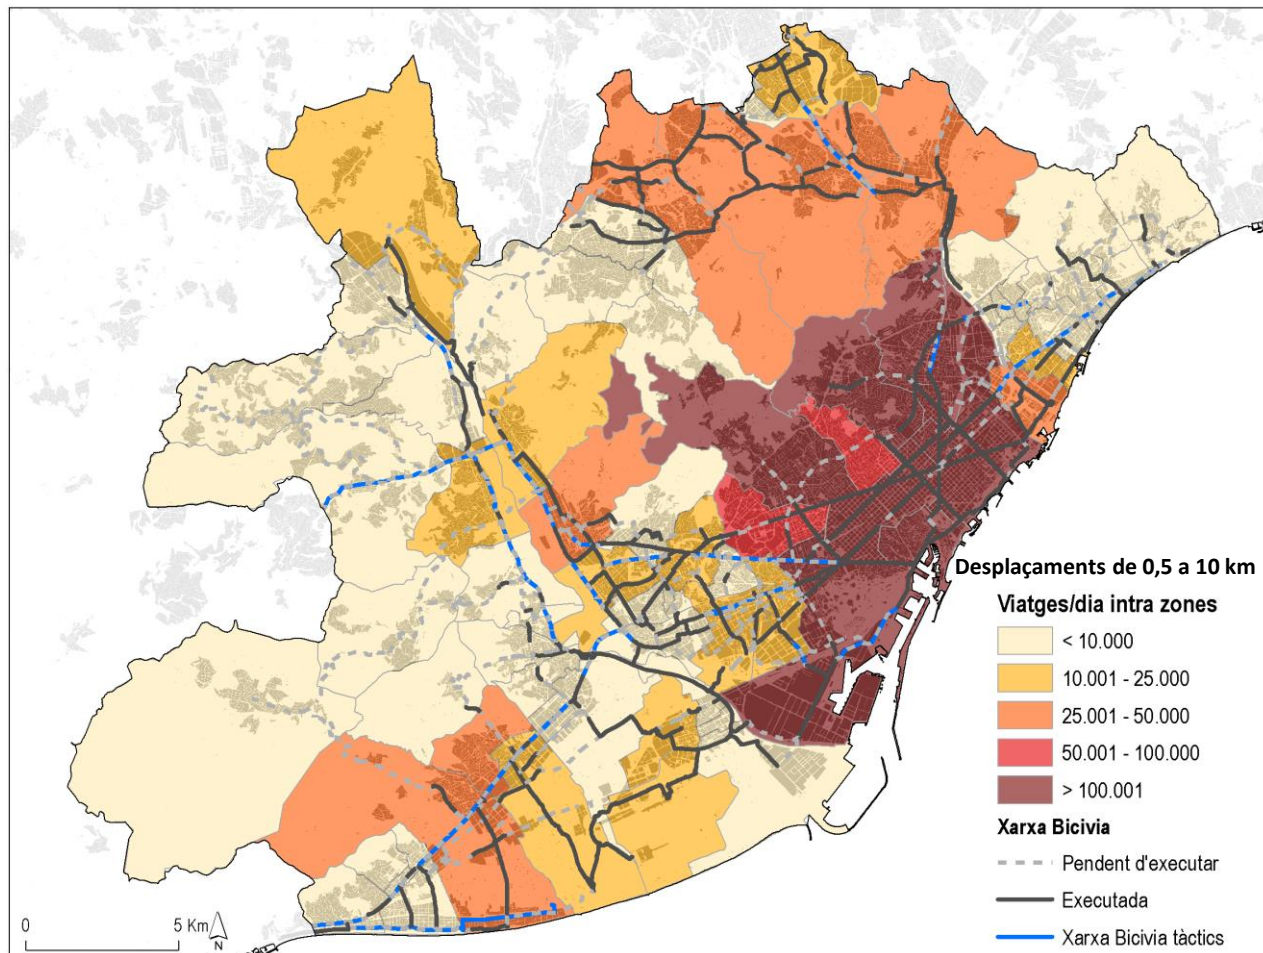 Desplaçaments de 0,5 a 10 km
Viatges/dia intra zones
< 10.000
10.001 - 25.000
25.001 - 50.000
50.001 - 100.000
> 100.001
Xarxa Bicivia
Pendent d'executar
Executada
Xarxa Bicivia tàctics
0 5 Km
N